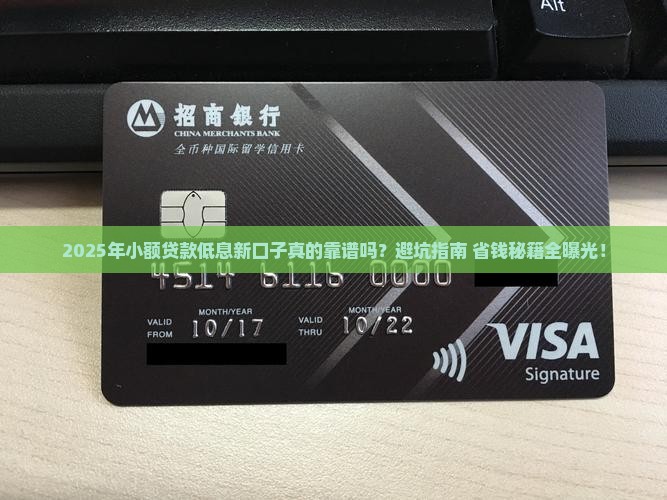 Alt
招商銀行
CHINA MERCHANTS BANK
全币种国际留学信用卡
2025年小额贷款低息新口子真的靠谱吗？避坑指南 省钱秘籍全曝光！
4514 6116 0000
MONTH/YEAR MONTH/YEAR
VALID FROM 10/17 VALID THRU 10/22
VISA
Signature